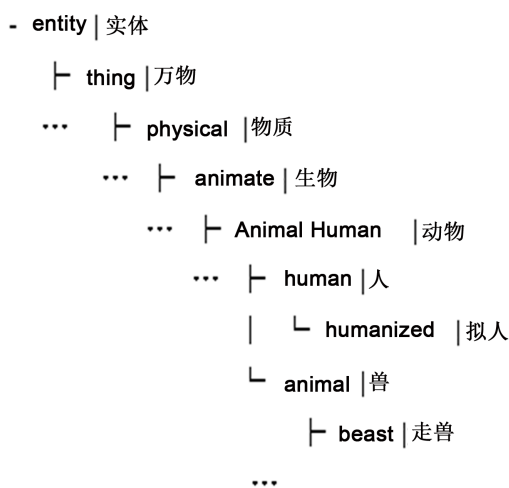 - entity | 实体
├ thing | 万物
... ├ physical | 物质
... ├ animate | 生物
... ├ Animal Human | 动物
... ├ human | 人
│ └ humanized | 拟人
└ animal | 兽
├ beast | 走兽
...